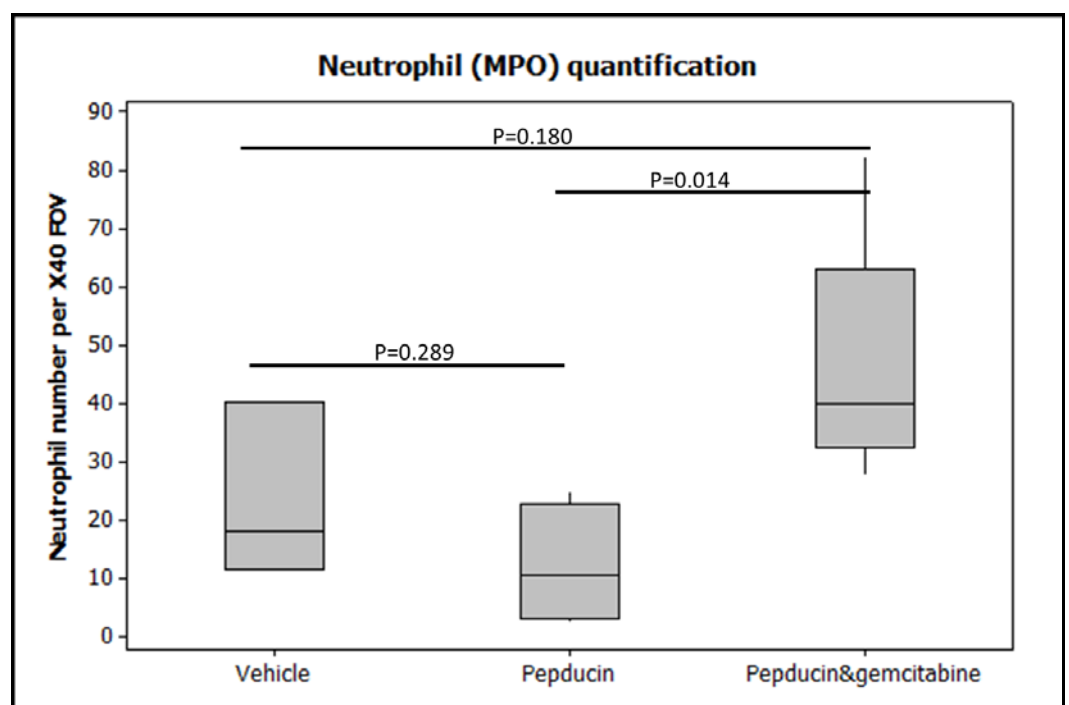 Neutrophil (MPO) quantification
Neutrophil number per X40 FOV
90
80
70
60
50
40
30
20
10
0
P=0.180
P=0.014
P=0.289
Vehicle
Pepducin
Pepducin&gemcitabine